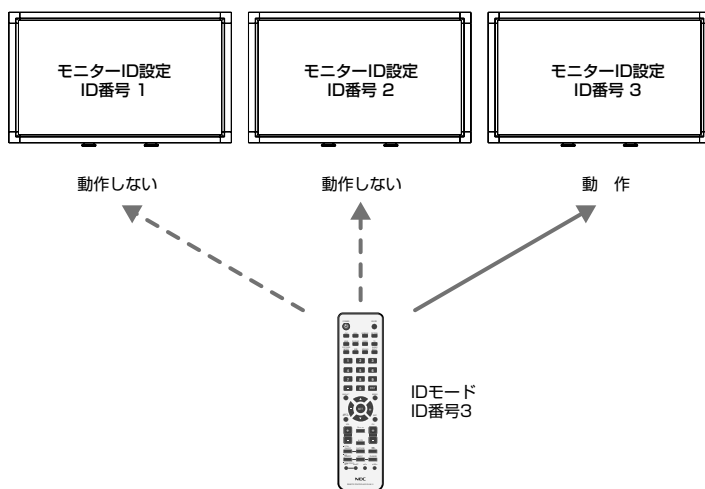 モニターID設定
ID番号 1
モニターID設定
ID番号 2
モニターID設定
ID番号 3
動作しない
動作しない
動 作
IDモード
ID番号3
NEC